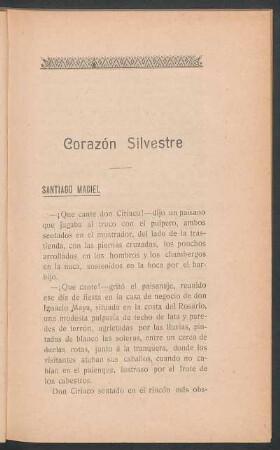 Corazón Silvestre
SANTIAGO MACIEL
—¡Que cante don Ciriaco!—dijo un paisano
que jugaba al truco con el pulpero, ambos
sentados en el mostrador, del lado de la tras-
tienda, con las piernas cruzadas, los ponchos
arrollados en los hombros y los chambergos
en la nuca, sostenidos en la boca por el bar-
bijo.
—¡Que cante!—gritó el paisanaje, reunido
ese día de fiesta en la casa de negocio de don
Ignacio Maya, situada en la costa del Rosario,
una modesta pulpería de techo de lata y pare-
des de terrón, agrietadas por las lluvias, pin-
tadas de blanco las soleras, entre un cerco de
duelas rotas, junto á la tranquera, donde los
visitantes ataban sus caballos, cuando no ca-
bían en el palenque, lustroso por el frote de
los cabestros.
Don Ciriaco sentado en el rincón más obs-